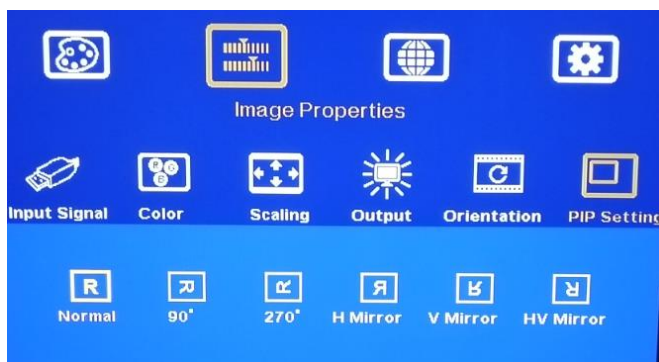 Image Properties
R G B
Input Signal Color Scaling Output Orientation PIP Setting
R R R R R R
Normal 90° 270° H Mirror V Mirror HV Mirror